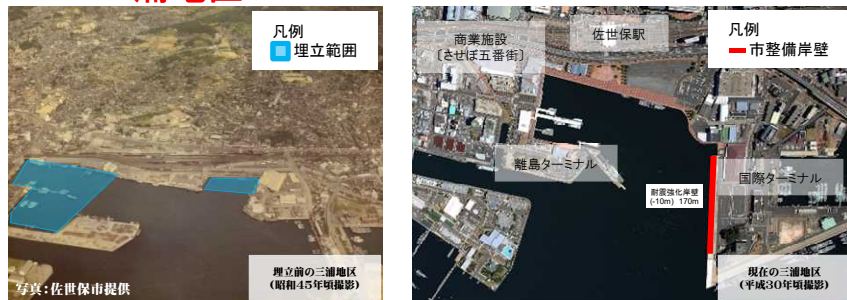 浦地区
凡例
埋立範囲
写真:佐世保市提供
埋立前の三浦地区
(昭和45年頃撮影)
凡例
市整備岸壁
商業施設
〔させぼ五番街〕
佐世保駅
離島ターミナル
国際ターミナル
耐震強化岸壁
(-10m) 170m
現在の三浦地区
(平成30年頃撮影)